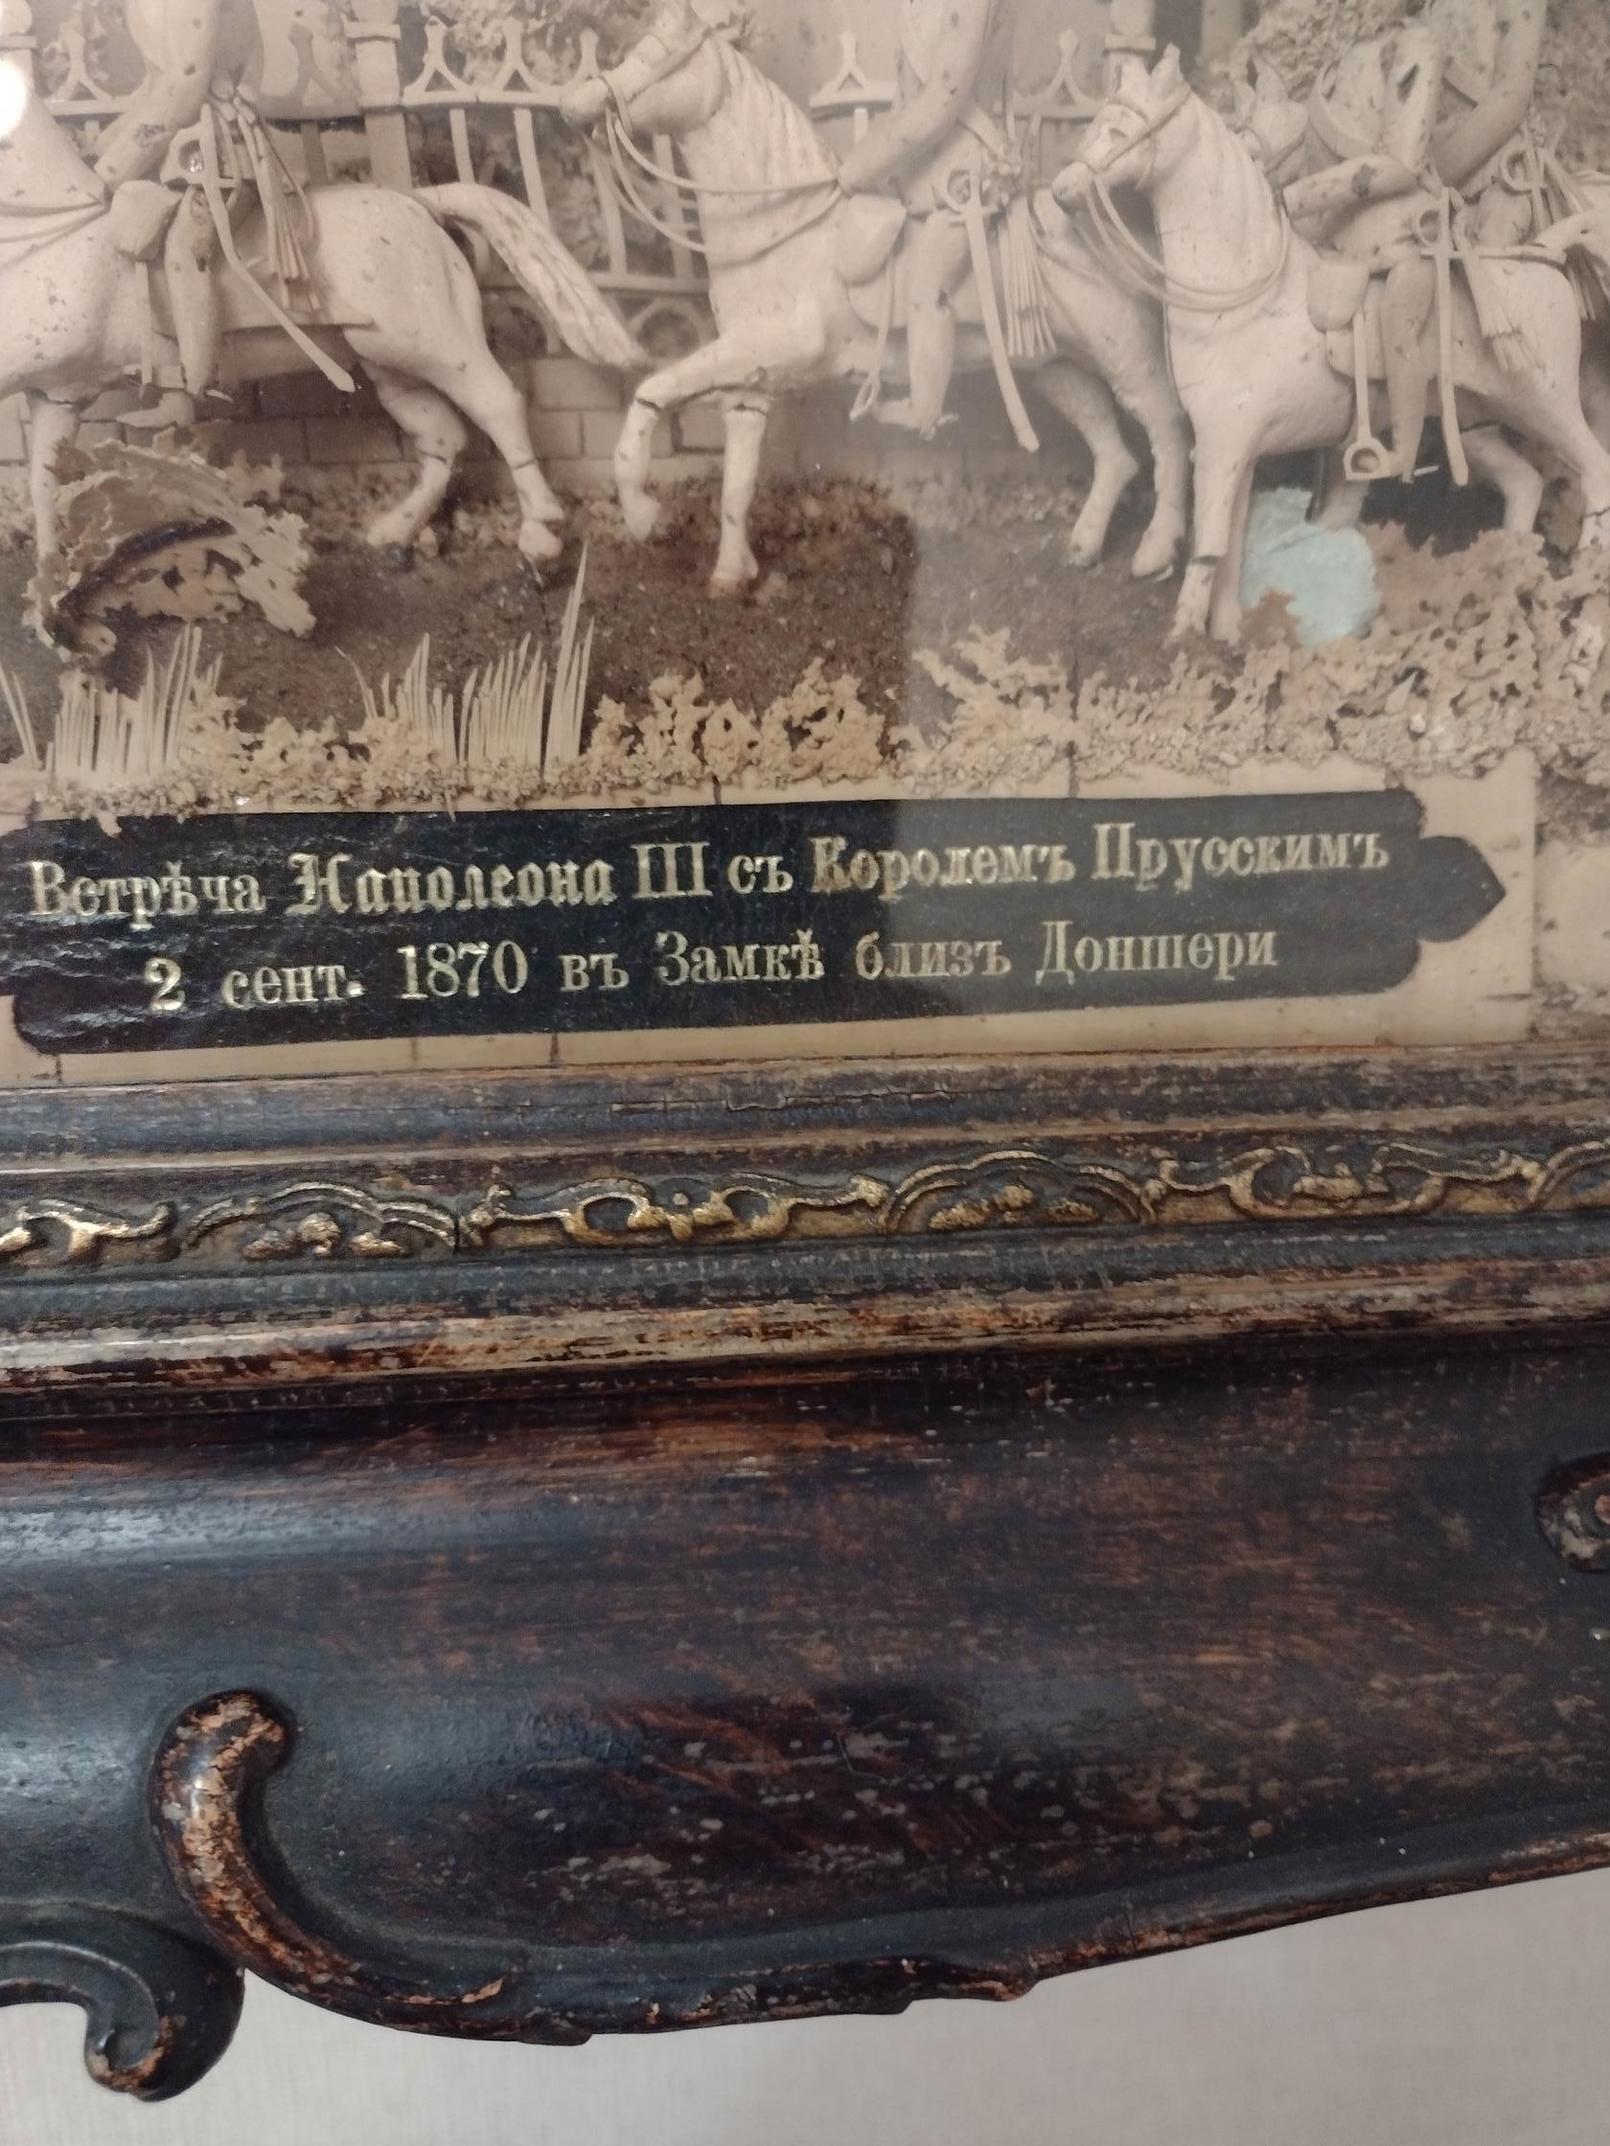 Встрѣча Наполеона III съ Королемъ Прусскимъ
2 сент. 1870 въ Замкѣ близъ Доншери